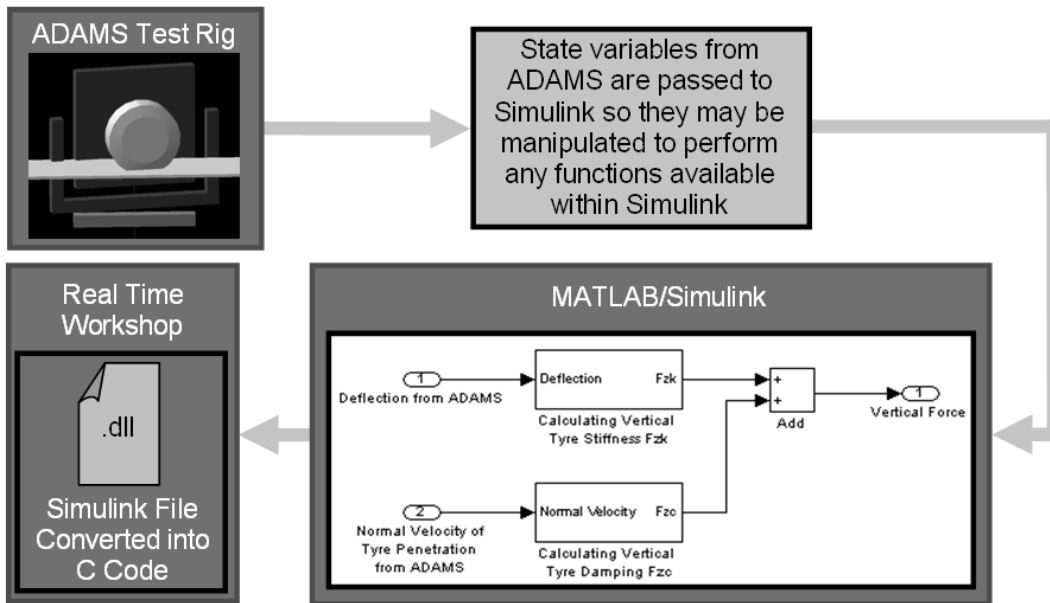 ADAMS Test Rig
State variables from
ADAMS are passed to
Simulink so they may be
manipulated to perform
any functions available
within Simulink
Real Time
Workshop
.dll
Simulink File
Converted into
C Code
MATLAB/Simulink
1
Deflection from ADAMS
Deflection Fzk
Calculating Vertical
Tyre Stiffness Fzk
+
+
Add
1
Vertical Force
2
Normal Velocity of
Tyre Penetration
from ADAMS
Normal Velocity Fzc
Calculating Vertical
Tyre Damping Fzc